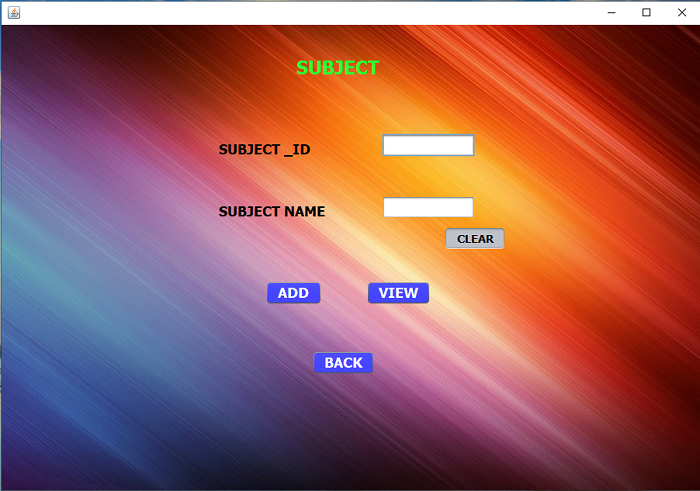 SUBJECT
SUBJECT _ID
SUBJECT NAME
CLEAR
ADD VIEW
BACK